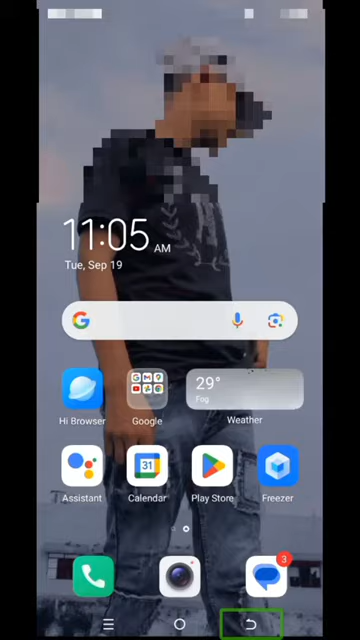 11:05 AM
Tue, Sep 19
29°
Fog
Hi Browser
Google
Weather
31
Assistant
Calendar
Play Store
Freezer
3